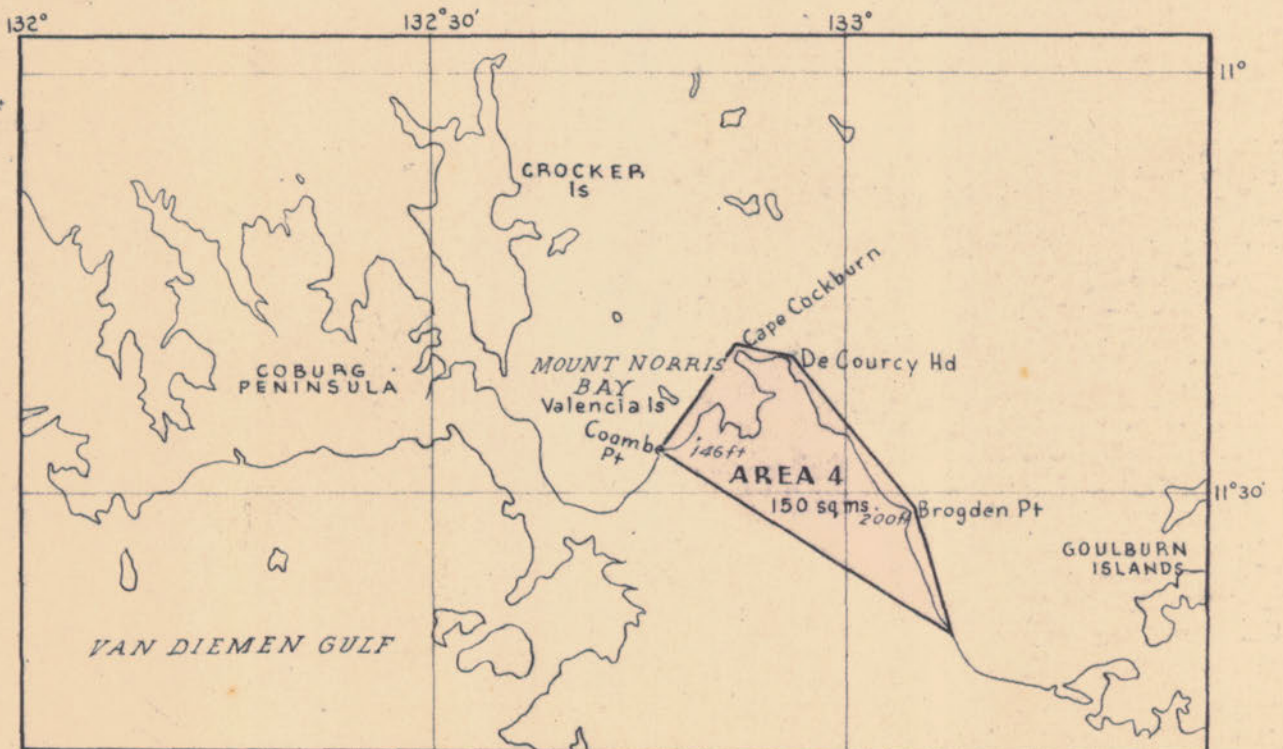 132°
132°30'
133°
11°
CROCKER
Is
Cape Cockburn
MOUNT NORRIS
BAY
De Courcy Hd
COBURG
PENINSULA
Valencia Is
Coombe
Pt
146ft
AREA 4
150 sq ms.
11°30'
200ft
Brogden Pt
GOULBURN
ISLANDS
VAN DIEMEN GULF